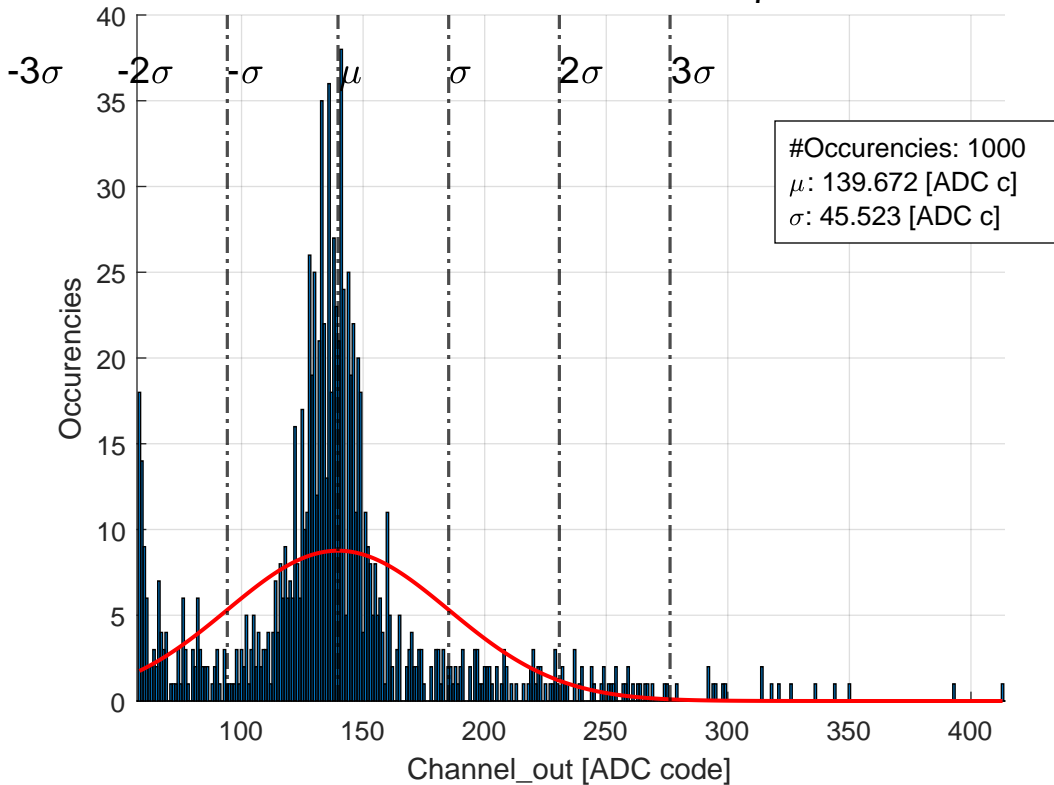 40
-3σ -2σ -σ μ σ 2σ 3σ
35
#Occurencies: 1000
μ: 139.672 [ADC c]
σ: 45.523 [ADC c]
30
25
20
15
10
5
0
Occurencies
100 150 200 250 300 350 400
Channel_out [ADC code]